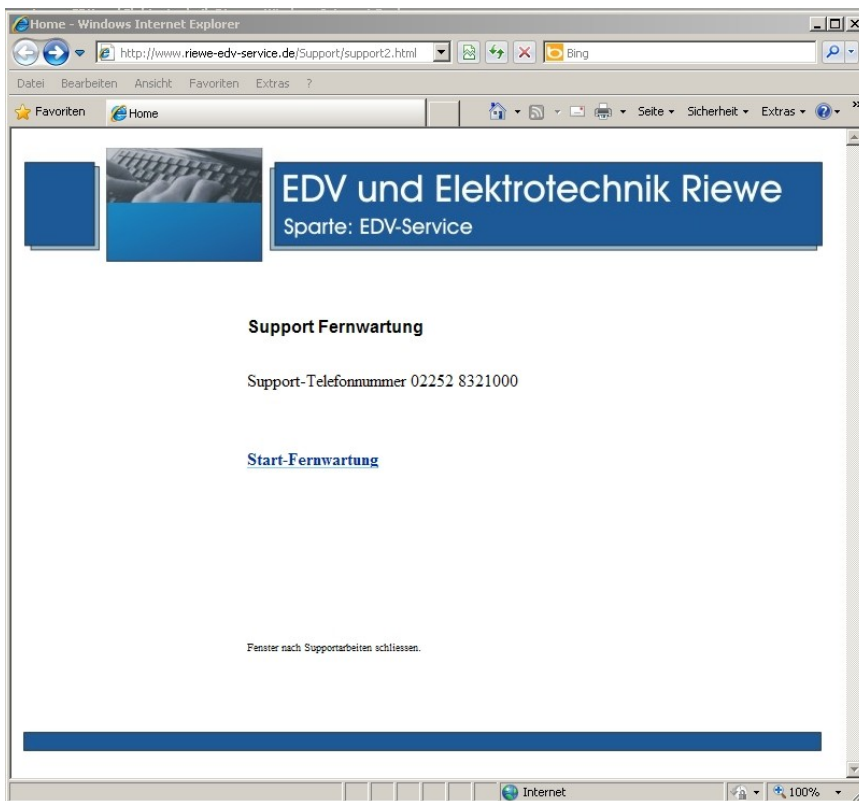 Home - Windows Internet Explorer
http://www.riewe-edv-service.de/Support/support2.html
Bing
Datei Bearbeiten Ansicht Favoriten Extras ?
Favoriten Home Seite Sicherheit Extras
EDV und Elektrotechnik Riewe
Sparte: EDV-Service
Support Fernwartung
Support-Telefonnummer 02252 8321000
Start-Fernwartung
Fenster nach Supportarbeiten schliessen.
Internet 100%